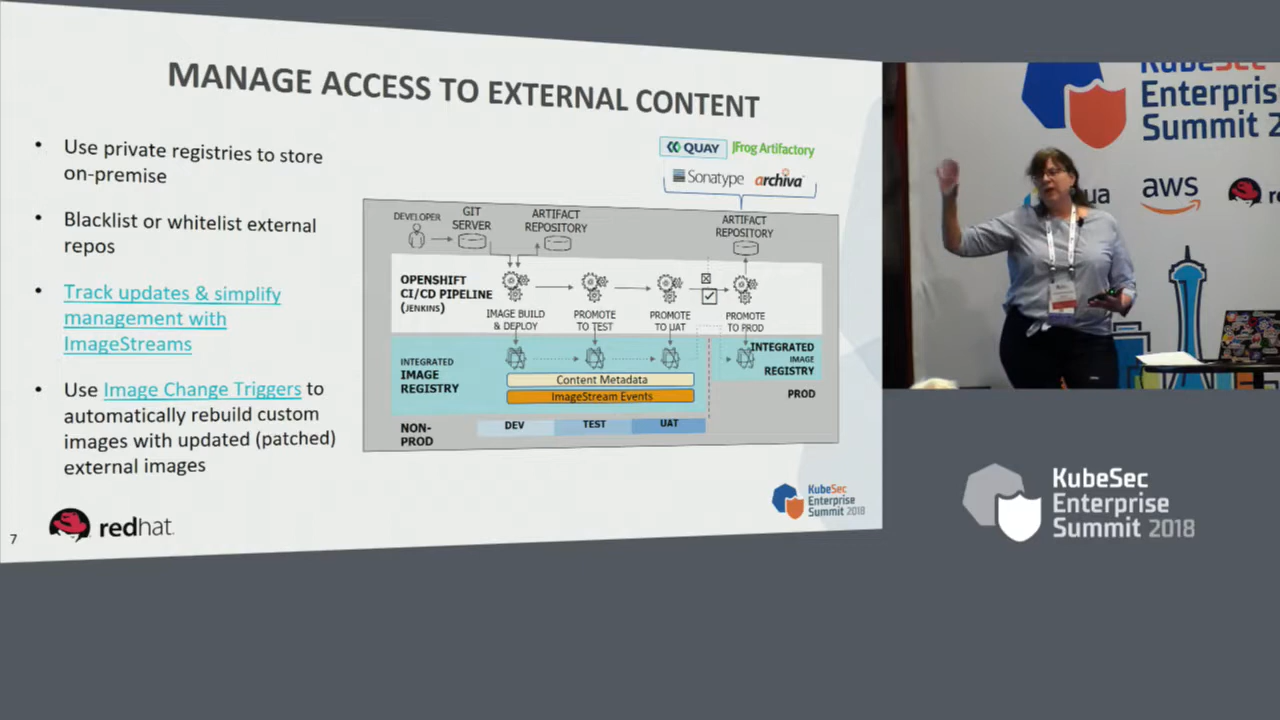 MANAGE ACCESS TO EXTERNAL CONTENT
• Use private registries to store
on-premise
• Blacklist or whitelist external
repos
• Track updates & simplify
management with
ImageStreams
• Use Image Change Triggers to
automatically rebuild custom
images with updated (patched)
external images
QUAY
JFrog Artifactory
Sonatype
archiva
DEVELOPER
GIT
SERVER
ARTIFACT
REPOSITORY
ARTIFACT
REPOSITORY
OPENSHIFT
CI/CD PIPELINE
(JENKINS)
IMAGE BUILD
& DEPLOY
PROMOTE
TO TEST
PROMOTE
TO UAT
PROMOTE
TO PROD
INTEGRATED
IMAGE
REGISTRY
INTEGRATED
IMAGE
REGISTRY
Content Metadata
ImageStream Events
PROD
NON-
PROD
DEV
TEST
UAT
redhat.
7
KubeSec
Enterprise
Summit 2018
KubeSec
Enterpris
Summit 2
ua
aws
re
KubeSec
Enterprise
Summit 2018